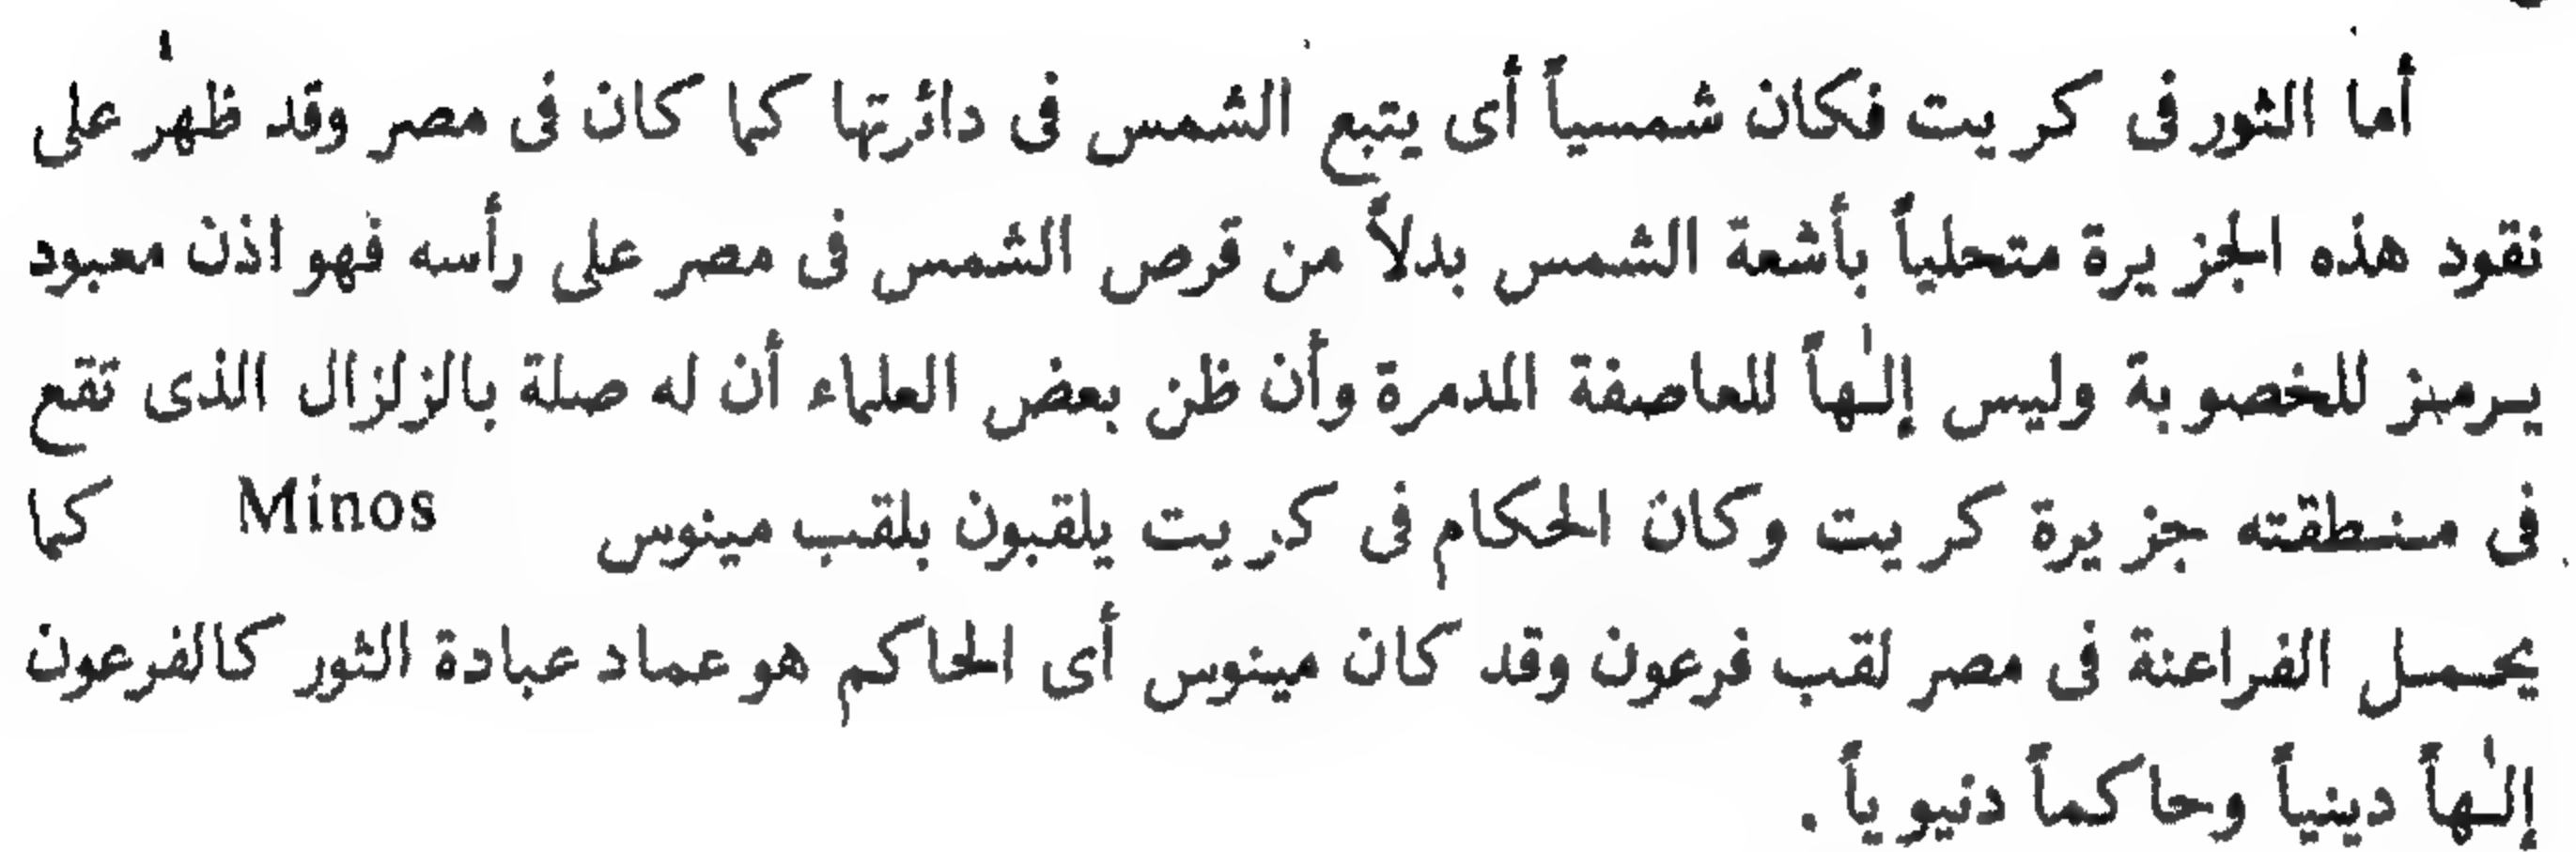 أما الثور فى كريت فكان شمسياً أى يتبع الشمس فى دائرتها كما كان فى مصر وقد ظهر على
نقود هذه الجزيرة متحلياً بأشعة الشمس بدلاً من قرص الشمس فى مصر على رأسه فهو اذن معبود
يرمز للخصوبة وليس إلٰهاً للعاصفة المدمرة وأن ظن بعض العلماء أن له صلة بالزلزال الذى تقع
فى منطقته جزيرة كريت وكان الحكام فى كريت يلقبون بلقب مينوس Minos كما
يحمل الفراعنة فى مصر لقب فرعون وقد كان مينوس أى الحاكم هو عماد عبادة الثور كالفرعون
إلٰهاً دينياً وحاكماً دنيوياً .